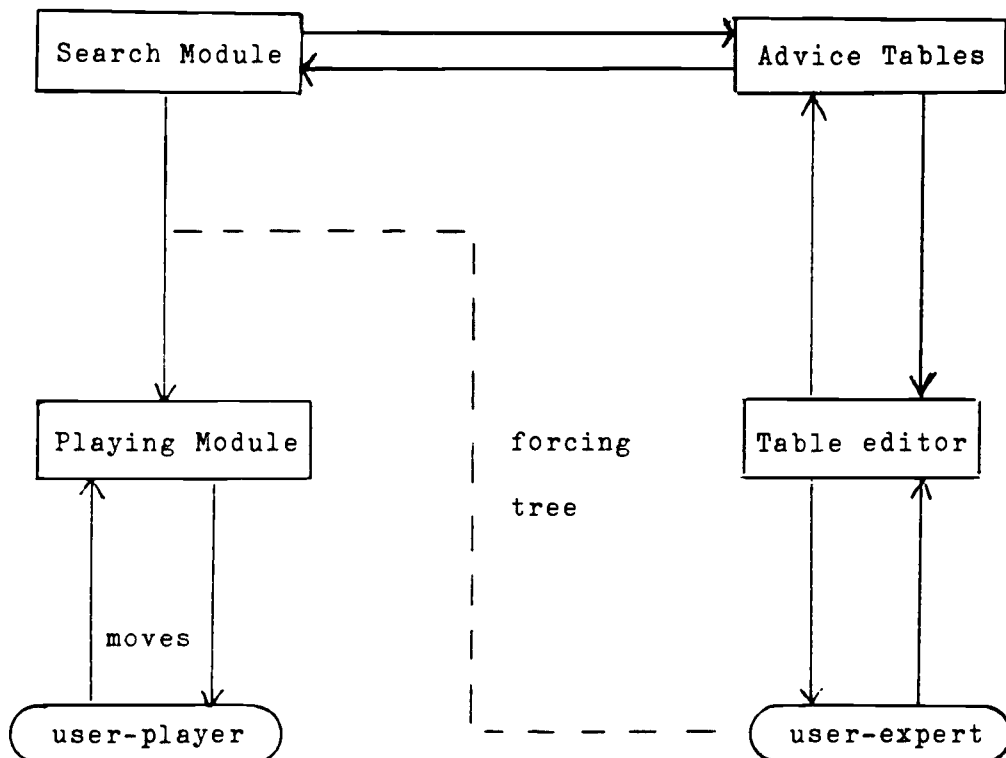 Search Module
Advice Tables
Playing Module
forcing
tree
Table editor
moves
user-player
user-expert